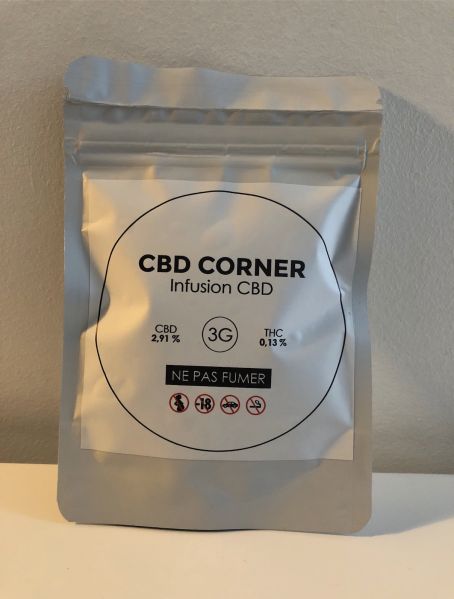 CBD CORNER
Infusion CBD
CBD
2,91 %
3G
THC
0,13 %
NE PAS FUMER
-18